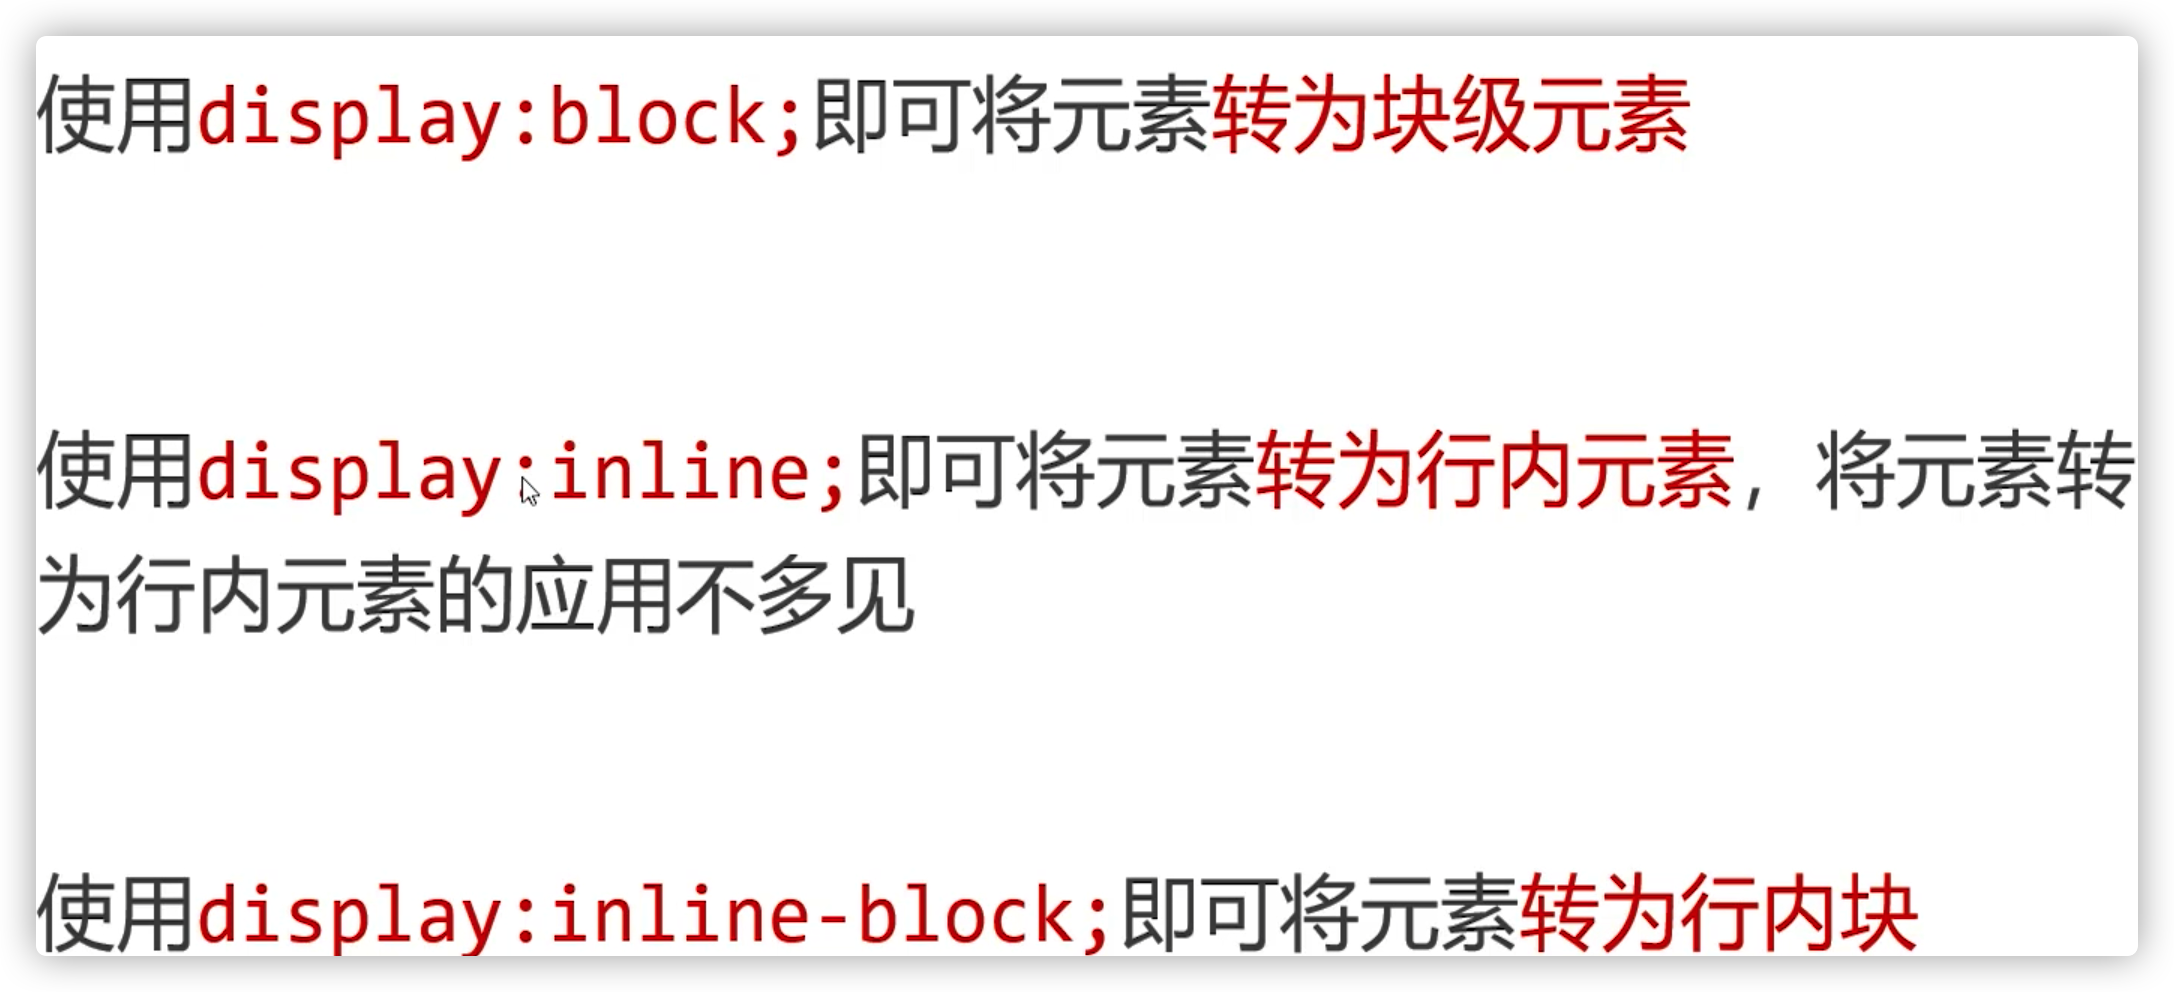 使用display:block;即可将元素转为块级元素
使用display:inline;即可将元素转为行内元素，将元素转
为行内元素的应用不多见
使用display:inline-block;即可将元素转为行内块